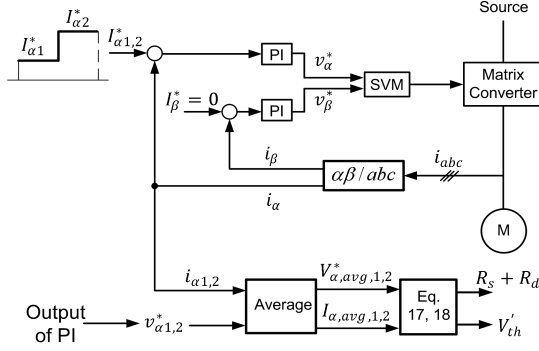 I*α2
I*α1
I*α1,2
PI
v*α
Source
SVM
Matrix
Converter
I*β = 0
PI
v*β
iβ
αβ/abc
iabc
iα
M
iα1,2
V*α,avg,1,2
Rs + Rd
Average
Eq.
17, 18
Output
of PI
v*α1,2
Iα,avg,1,2
V'th